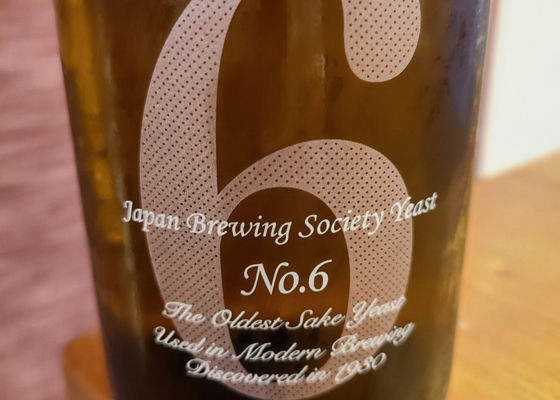 6
Japan Brewing Society Yeast
No.6
The Oldest Sake Yeast
Used in Modern Brewing
Discovered in 1930